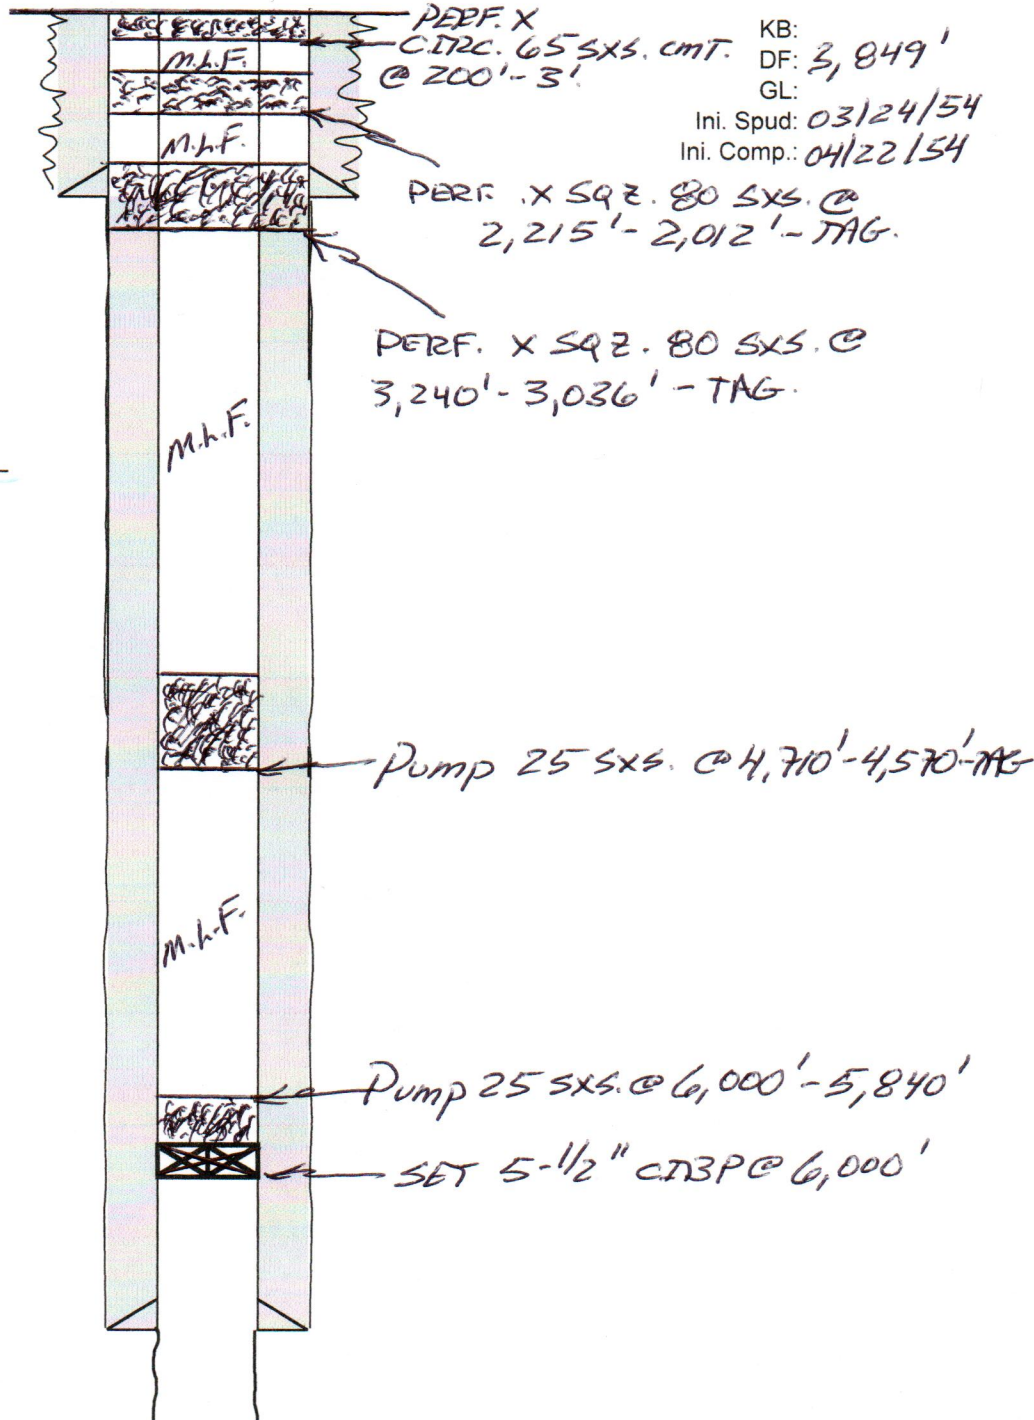 PERF. X
CIRC. 65 SXS. CMT.
@ 200'-3'.
KB:
DF: 3,849'
GL:
Ini. Spud: 03/24/54
Ini. Comp.: 04/22/54
M.L.F.
M.L.F.
PERF. X SQZ. 80 SXS. @
2,215'-2,012'-TAG.
PERF. X SQZ. 80 SXS. @
3,240'-3,036'-TAG.
M.L.F.
Pump 25 SXS. @ 4,710'-4,570'-TAG
M.L.F.
Pump 25 SXS. @ 6,000'-5,840'
SET 5-1/2" CIBP @ 6,000'